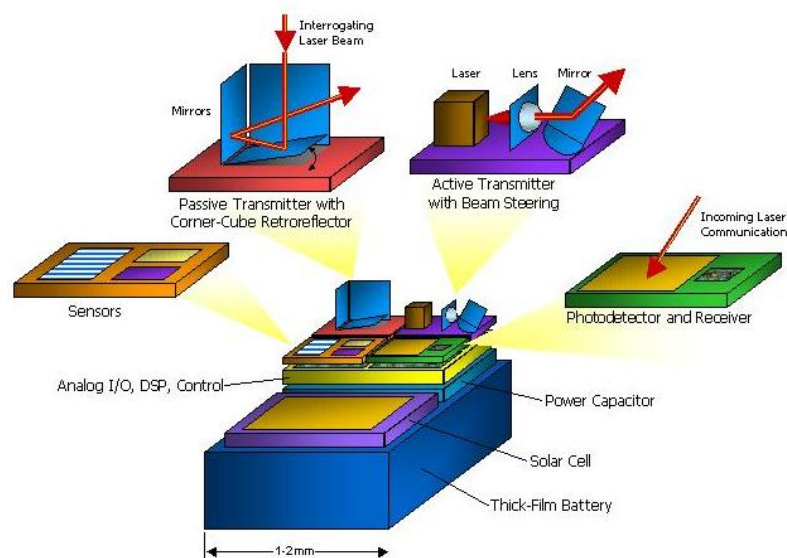 Interrogating
Laser Beam
Mirrors
Passive Transmitter with
Corner-Cube Retroreflector
Laser
Lens
Mirror
Active Transmitter
with Beam Steering
Incoming Laser
Communication
Sensors
Photodetector and Receiver
Analog I/O, DSP, Control
Power Capacitor
Solar Cell
Thick-Film Battery
1-2mm